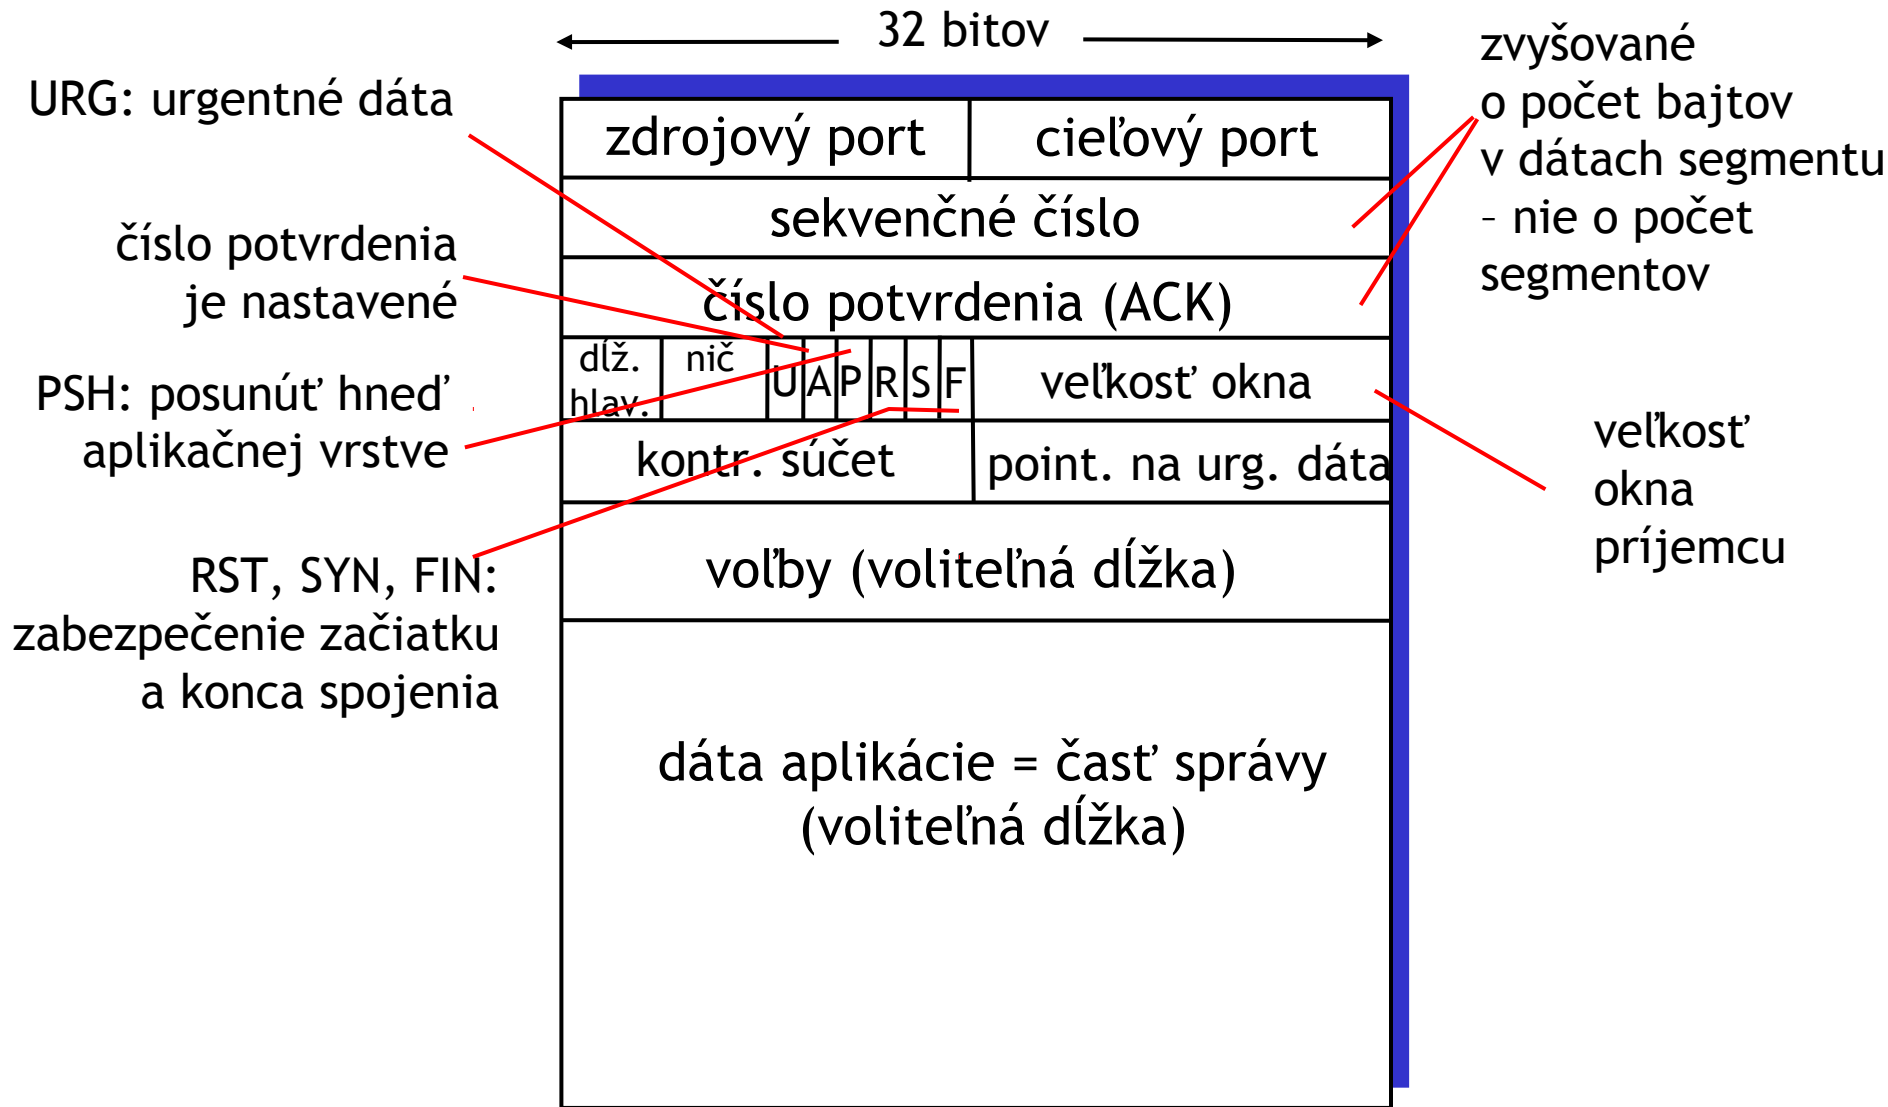 32 bitov
URG: urgentné dáta
číslo potvrdenia
je nastavené
PSH: posunúť hneď
aplikačnej vrstve
RST, SYN, FIN:
zabezpečenie začiatku
a konca spojenia
zdrojový port
cieľový port
sekvenčné číslo
číslo potvrdenia (ACK)
dĺž.
hlav.
nič
U A P R S F
veľkosť okna
kontr. súčet
point. na urg. dáta
voľby (voliteľná dĺžka)
dáta aplikácie = časť správy
(voliteľná dĺžka)
zvyšované
o počet bajtov
v dátach segmentu
– nie o počet
segmentov
veľkosť
okna
príjemcu